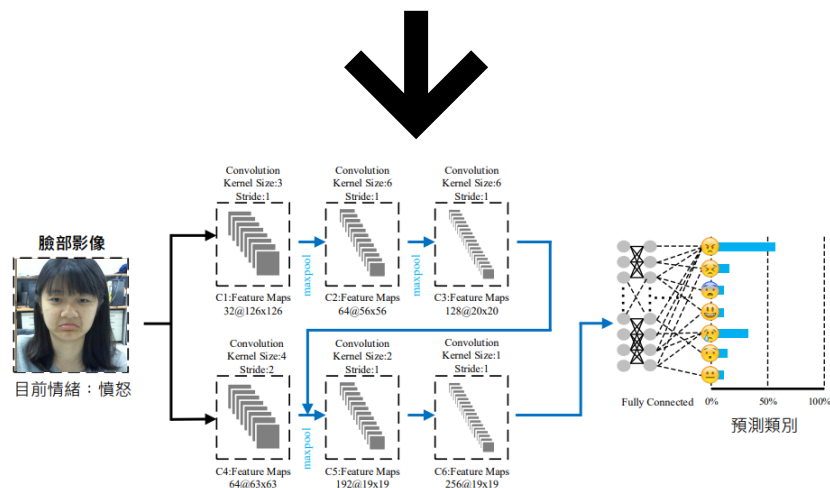 Convolution
Kernel Size:3
Stride:1
Convolution
Kernel Size:6
Stride:1
Convolution
Kernel Size:6
Stride:1
臉部影像
maxpool
maxpool
C1:Feature Maps
32@126x126
C2:Feature Maps
64@56x56
C3:Feature Maps
128@20x20
Convolution
Kernel Size:4
Stride:2
Convolution
Kernel Size:2
Stride:1
Convolution
Kernel Size:1
Stride:1
目前情緒：憤怒
maxpool
C4:Feature Maps
64@63x63
C5:Feature Maps
192@19x19
C6:Feature Maps
256@19x19
Fully Connected
0%
50%
100%
預測類別